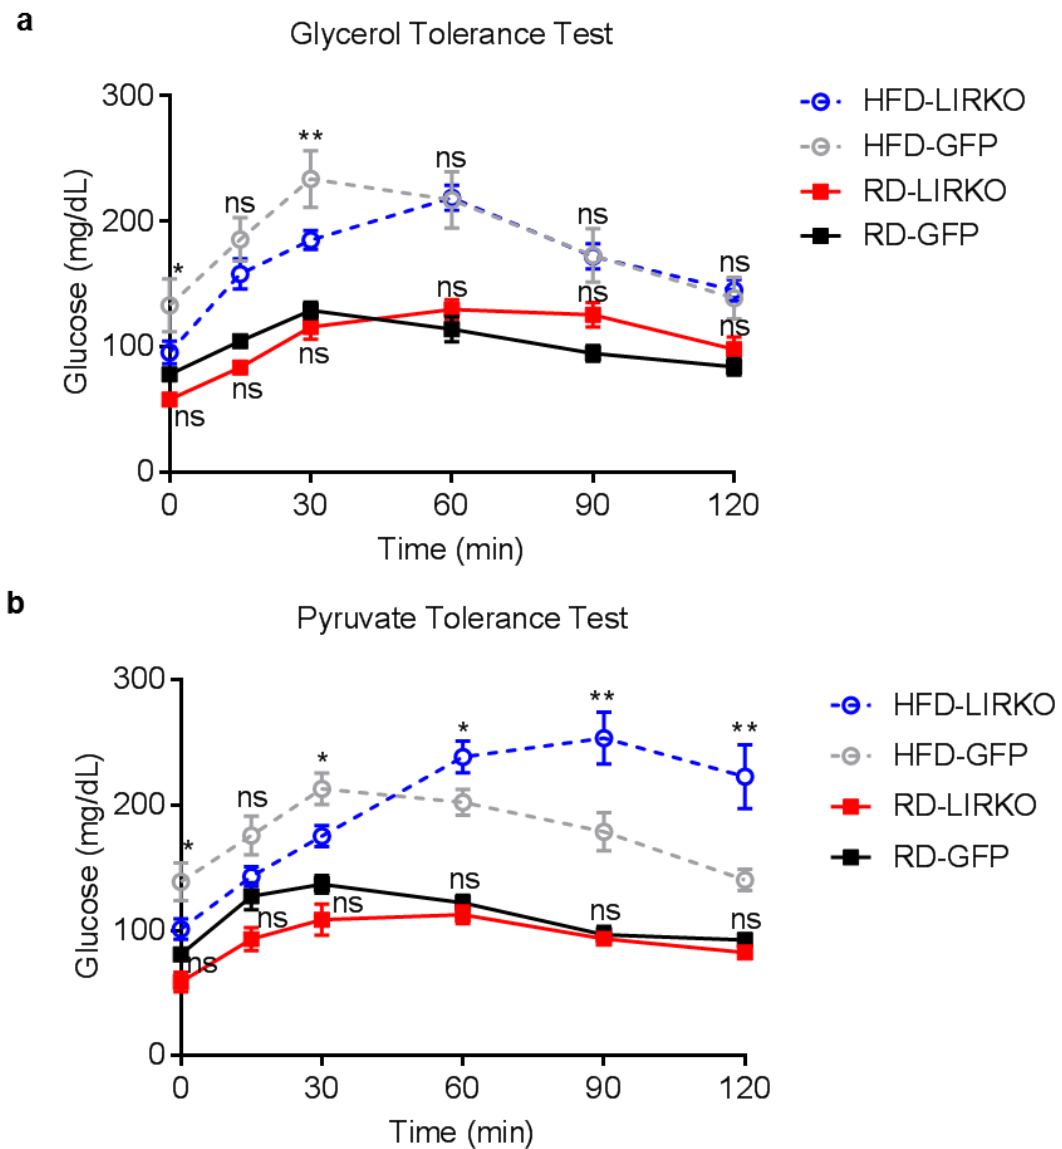 a
Glycerol Tolerance Test
300
200
100
0
Glucose (mg/dL)
*
ns
**
ns
ns
ns
ns
ns
ns
ns
ns
ns
0
30
60
90
120
Time (min)
HFD-LIRKO
HFD-GFP
RD-LIRKO
RD-GFP
b
Pyruvate Tolerance Test
300
200
100
0
Glucose (mg/dL)
*
ns
*
*
**
**
ns
ns
ns
ns
ns
ns
0
30
60
90
120
Time (min)
HFD-LIRKO
HFD-GFP
RD-LIRKO
RD-GFP